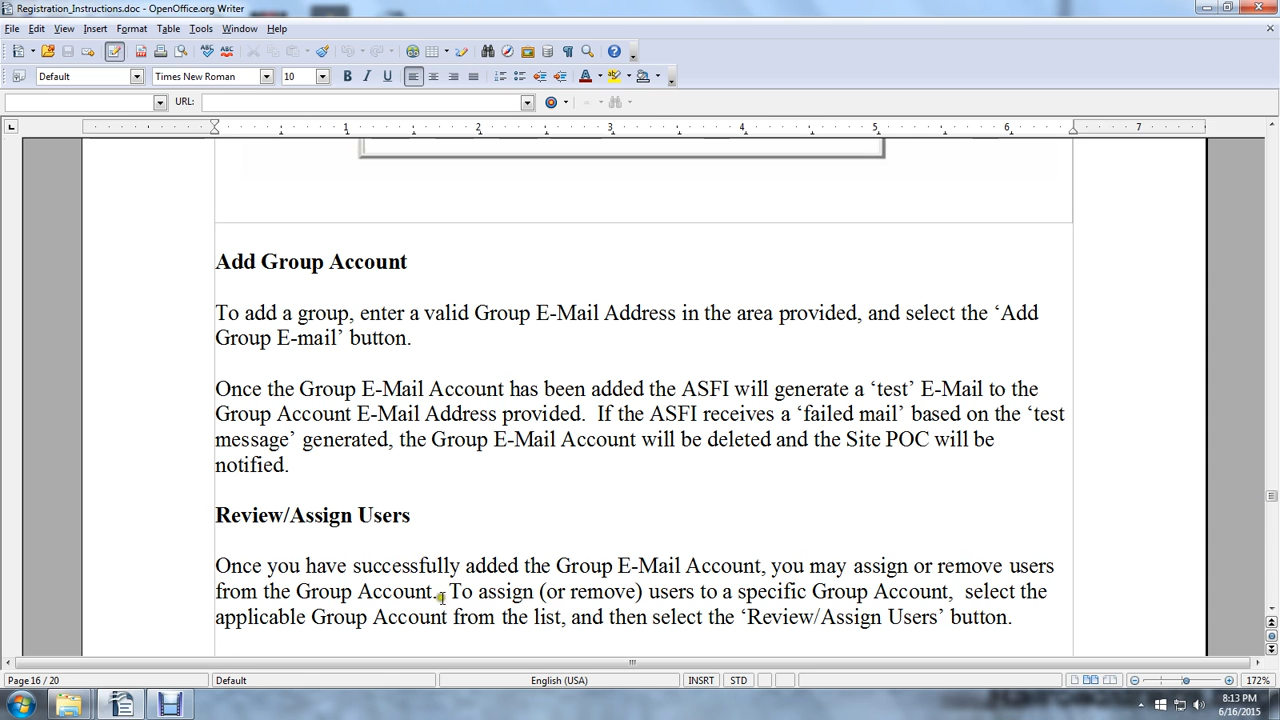 Registration_Instructions.doc - OpenOffice.org Writer
File Edit View Insert Format Table Tools Window Help
Default Times New Roman 10
URL:
1 2 3 4 5 6 7
Add Group Account
To add a group, enter a valid Group E-Mail Address in the area provided, and select the ‘Add
Group E-mail’ button.
Once the Group E-Mail Account has been added the ASFI will generate a ‘test’ E-Mail to the
Group Account E-Mail Address provided.  If the ASFI receives a ‘failed mail’ based on the ‘test
message’ generated, the Group E-Mail Account will be deleted and the Site POC will be
notified.
Review/Assign Users
Once you have successfully added the Group E-Mail Account, you may assign or remove users
from the Group Account.  To assign (or remove) users to a specific Group Account,  select the
applicable Group Account from the list, and then select the ‘Review/Assign Users’ button.
Page 16 / 20 Default English (USA) INSRT STD 172%
8:13 PM
6/16/2015